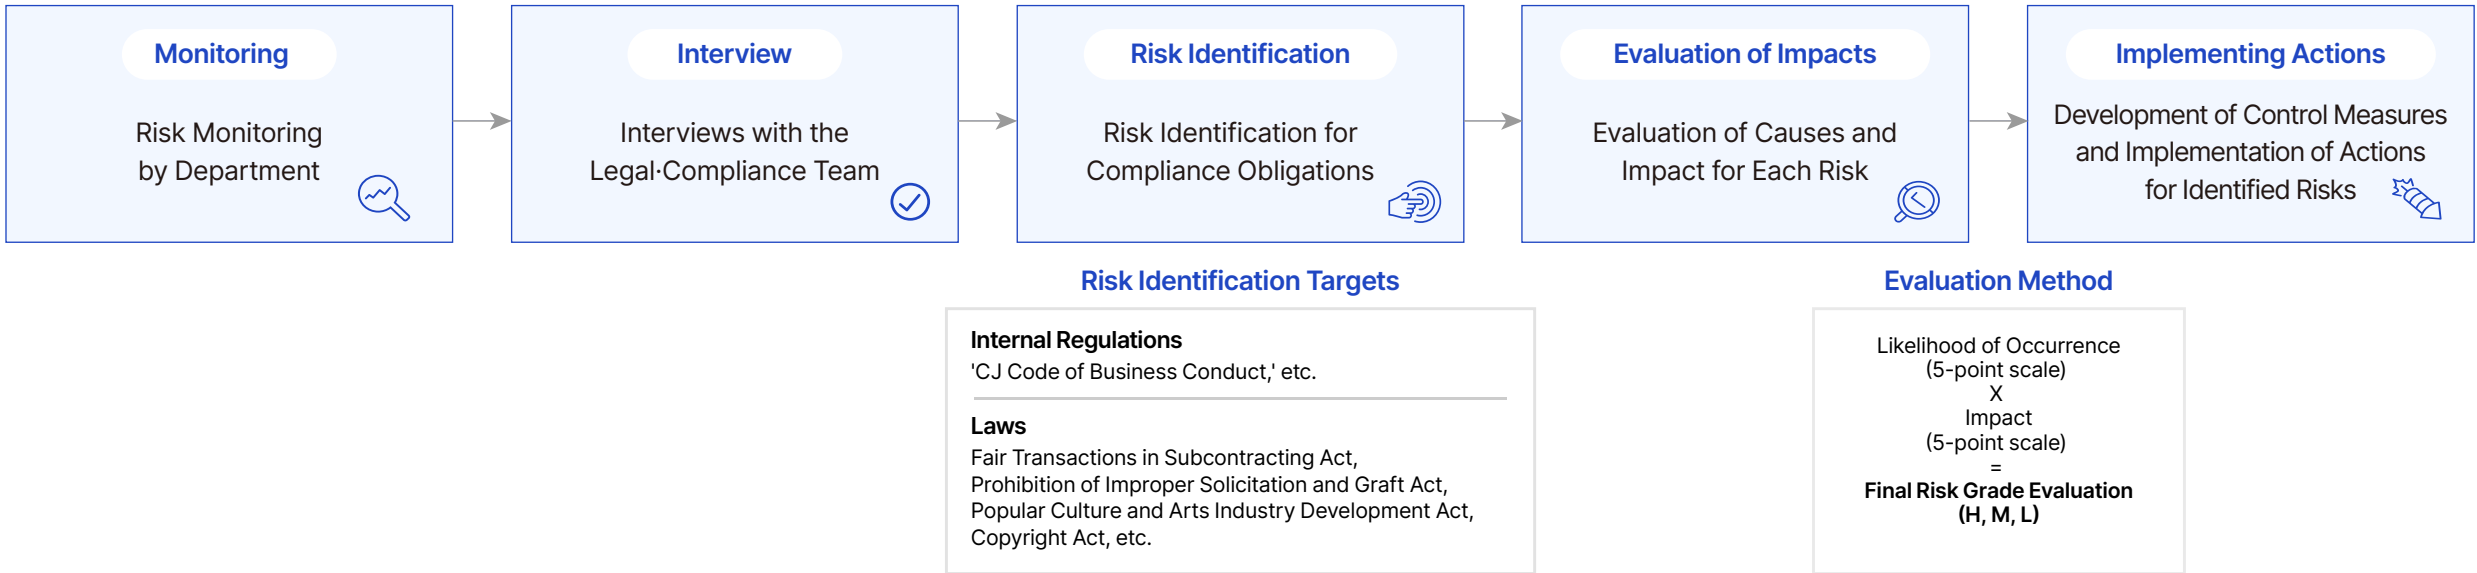 Monitoring
Risk Monitoring
by Department
Interview
Interviews with the
Legal·Compliance Team
Risk Identification
Risk Identification for
Compliance Obligations
Evaluation of Impacts
Evaluation of Causes and
Impact for Each Risk
Implementing Actions
Development of Control Measures
and Implementation of Actions
for Identified Risks
Risk Identification Targets
Internal Regulations
'CJ Code of Business Conduct,' etc.
Laws
Fair Transactions in Subcontracting Act,
Prohibition of Improper Solicitation and Graft Act,
Popular Culture and Arts Industry Development Act,
Copyright Act, etc.
Evaluation Method
Likelihood of Occurrence
(5-point scale)
X
Impact
(5-point scale)
=
Final Risk Grade Evaluation
(H, M, L)